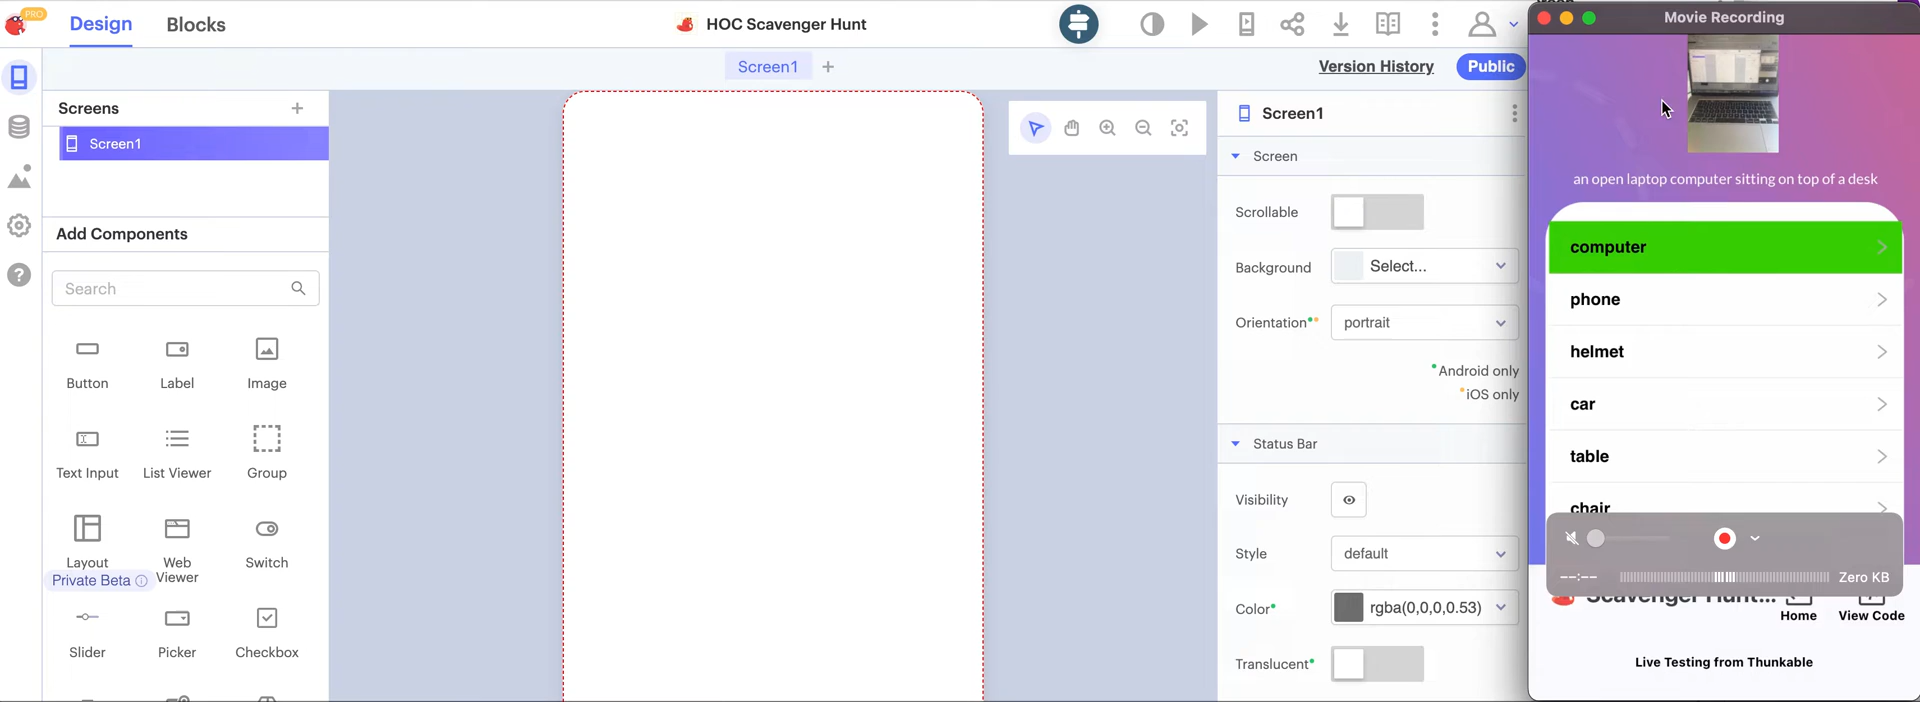 PRO
Design
Blocks
HOC Scavenger Hunt
Screen1 +
Version History
Public
Screens
Screen1
Add Components
Search
Button
Label
Image
Text Input
List Viewer
Group
Layout
Web Viewer
Switch
Private Beta
Slider
Picker
Checkbox
Screen1
Screen
Scrollable
Background
Select...
Orientation
portrait
Android only
iOS only
Status Bar
Visibility
Style
default
Color
rgba(0,0,0,0.53)
Translucent
Movie Recording
an open laptop computer sitting on top of a desk
computer
phone
helmet
car
table
chair
--:--
Zero KB
Scavenger Hunt...
Home
View Code
Live Testing from Thunkable